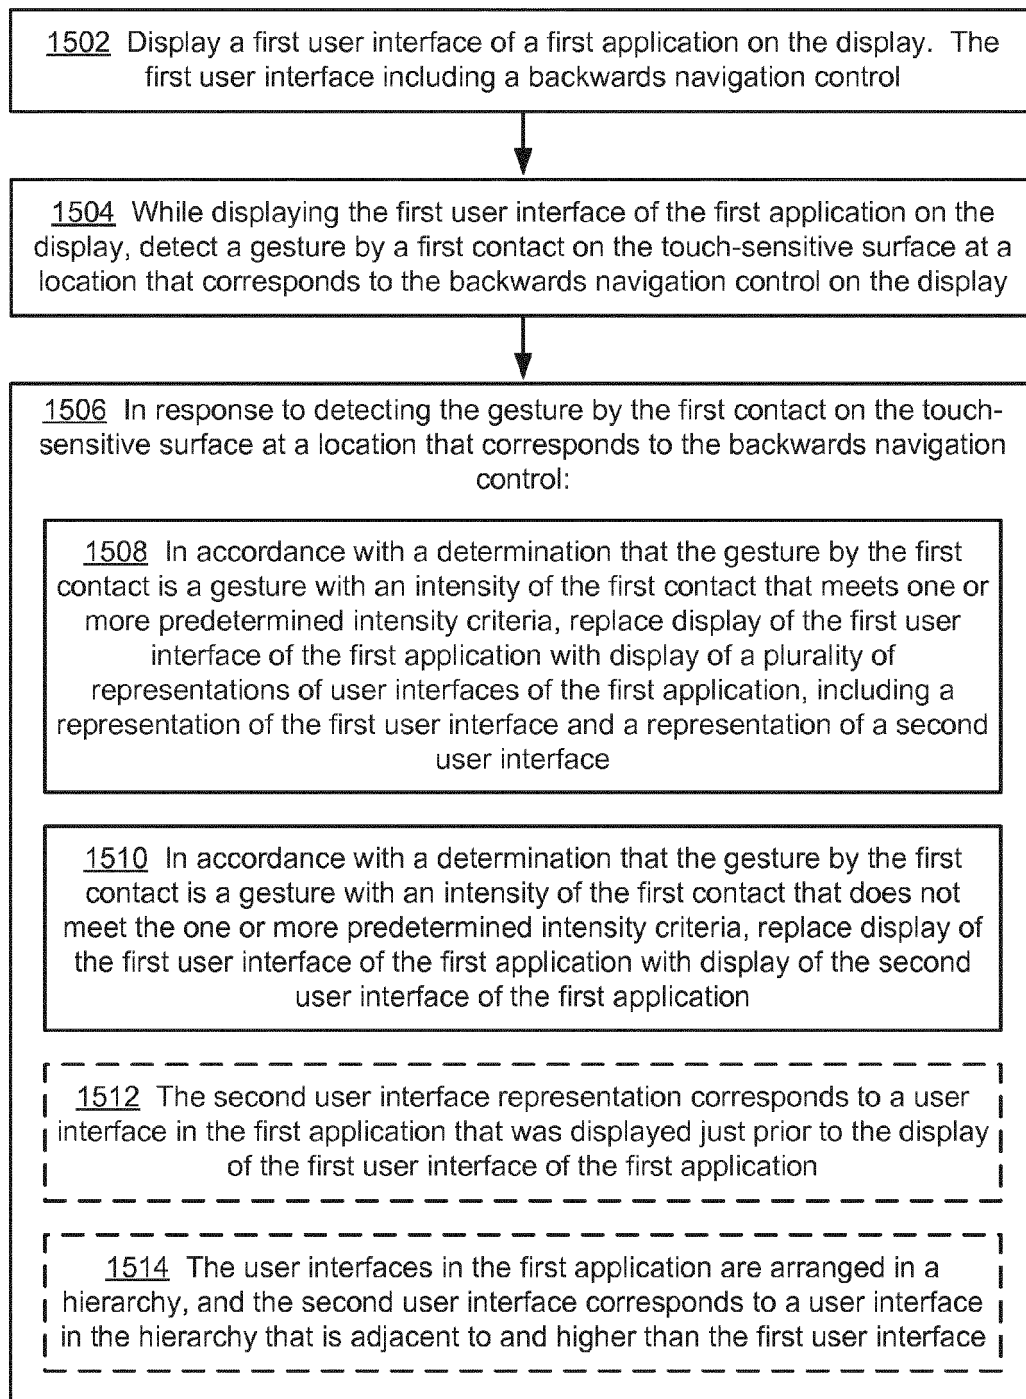 1502 Display a first user interface of a first application on the display. The
first user interface including a backwards navigation control
1504 While displaying the first user interface of the first application on the
display, detect a gesture by a first contact on the touch-sensitive surface at a
location that corresponds to the backwards navigation control on the display
1506 In response to detecting the gesture by the first contact on the touch-
sensitive surface at a location that corresponds to the backwards navigation
control:
1508 In accordance with a determination that the gesture by the first
contact is a gesture with an intensity of the first contact that meets one or
more predetermined intensity criteria, replace display of the first user
interface of the first application with display of a plurality of
representations of user interfaces of the first application, including a
representation of the first user interface and a representation of a second
user interface
1510 In accordance with a determination that the gesture by the first
contact is a gesture with an intensity of the first contact that does not
meet the one or more predetermined intensity criteria, replace display of
the first user interface of the first application with display of the second
user interface of the first application
1512 The second user interface representation corresponds to a user
interface in the first application that was displayed just prior to the display
of the first user interface of the first application
1514 The user interfaces in the first application are arranged in a
hierarchy, and the second user interface corresponds to a user interface
in the hierarchy that is adjacent to and higher than the first user interface